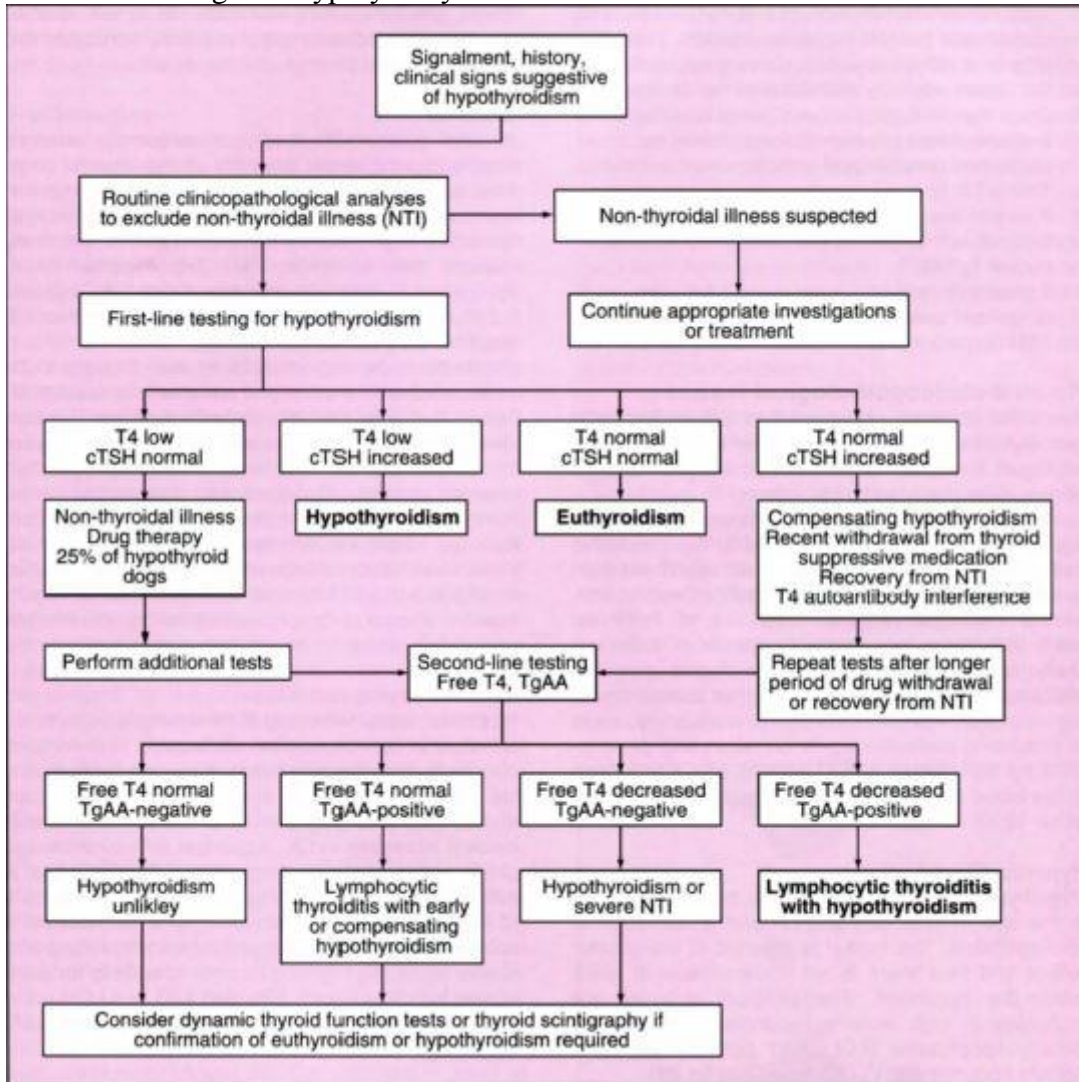 Signalment, history,
clinical signs suggestive
of hypothyroidism
Routine clinicopathological analyses
to exclude non-thyroidal illness (NTI)
Non-thyroidal illness suspected
First-line testing for hypothyroidism
Continue appropriate investigations
or treatment
T4 low
cTSH normal
T4 low
cTSH increased
T4 normal
cTSH normal
T4 normal
cTSH increased
Non-thyroidal illness
Drug therapy
25% of hypothyroid
dogs
Hypothyroidism
Euthyroidism
Compensating hypothyroidism
Recent withdrawal from thyroid
suppressive medication
Recovery from NTI
T4 autoantibody interference
Perform additional tests
Second-line testing
Free T4, TgAA
Repeat tests after longer
period of drug withdrawal
or recovery from NTI
Free T4 normal
TgAA-negative
Free T4 normal
TgAA-positive
Free T4 decreased
TgAA-negative
Free T4 decreased
TgAA-positive
Hypothyroidism
unlikley
Lymphocytic
thyroiditis with early
or compensating
hypothyroidism
Hypothyroidism or
severe NTI
Lymphocytic thyroiditis
with hypothyroidism
Consider dynamic thyroid function tests or thyroid scintigraphy if
confirmation of euthyroidism or hypothyroidism required